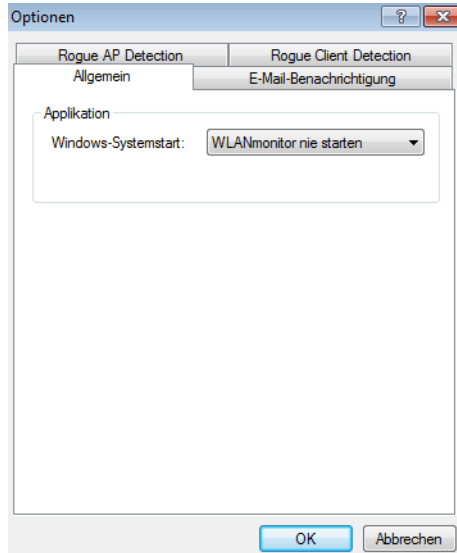 Optionen
Rogue AP Detection
Rogue Client Detection
Allgemein
E-Mail-Benachrichtigung
Applikation
Windows-Systemstart: WLANmonitor nie starten
OK Abbrechen